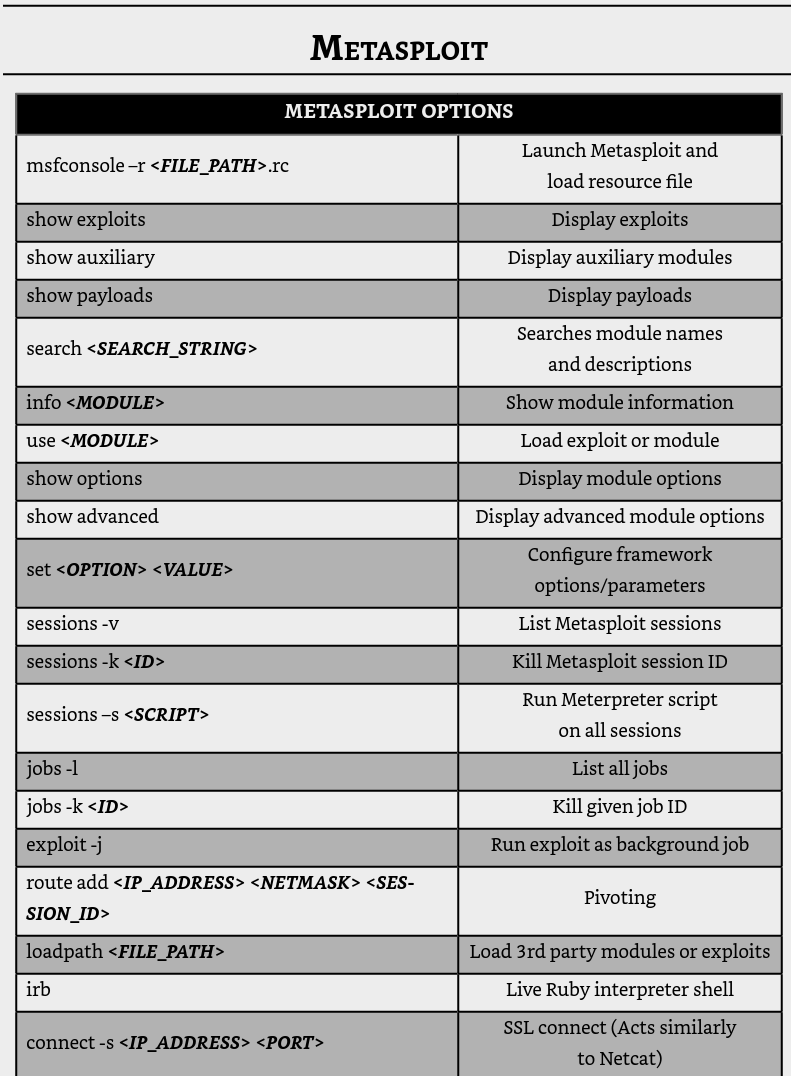 Metasploit
METASPLOIT OPTIONS
msfconsole –r <FILE_PATH>.rc
Launch Metasploit and
load resource file
show exploits
Display exploits
show auxiliary
Display auxiliary modules
show payloads
Display payloads
search <SEARCH_STRING>
Searches module names
and descriptions
info <MODULE>
Show module information
use <MODULE>
Load exploit or module
show options
Display module options
show advanced
Display advanced module options
set <OPTION> <VALUE>
Configure framework
options/parameters
sessions -v
List Metasploit sessions
sessions -k <ID>
Kill Metasploit session ID
sessions –s <SCRIPT>
Run Meterpreter script
on all sessions
jobs -l
List all jobs
jobs -k <ID>
Kill given job ID
exploit -j
Run exploit as background job
route add <IP_ADDRESS> <NETMASK> <SES-
SION_ID>
Pivoting
loadpath <FILE_PATH>
Load 3rd party modules or exploits
irb
Live Ruby interpreter shell
connect -s <IP_ADDRESS> <PORT>
SSL connect (Acts similarly
to Netcat)